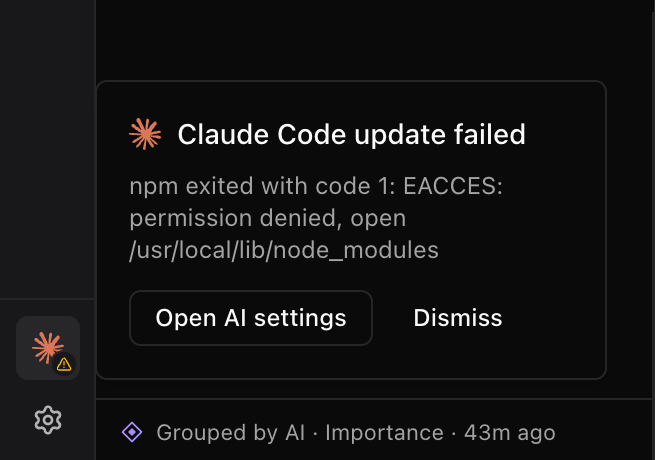 Claude Code update failed
npm exited with code 1: EACCES:
permission denied, open
/usr/local/lib/node_modules
Open AI settings
Dismiss
Grouped by AI · Importance · 43m ago